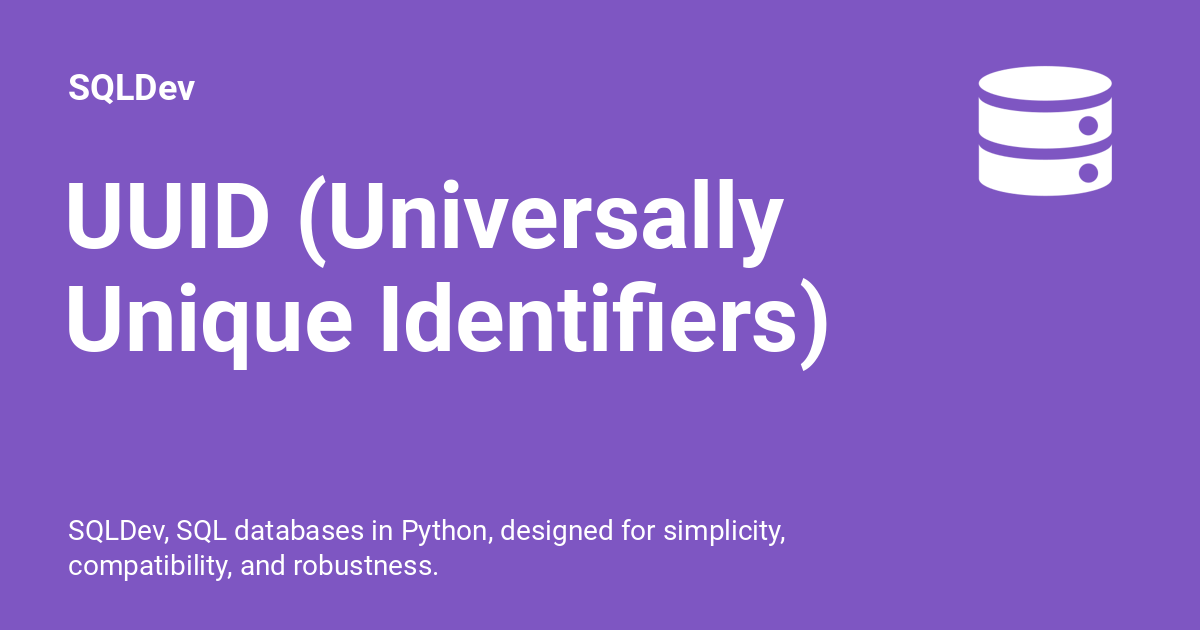 SQLDev
UUID (Universally
Unique Identifiers)
SQLDev, SQL databases in Python, designed for simplicity,
compatibility, and robustness.